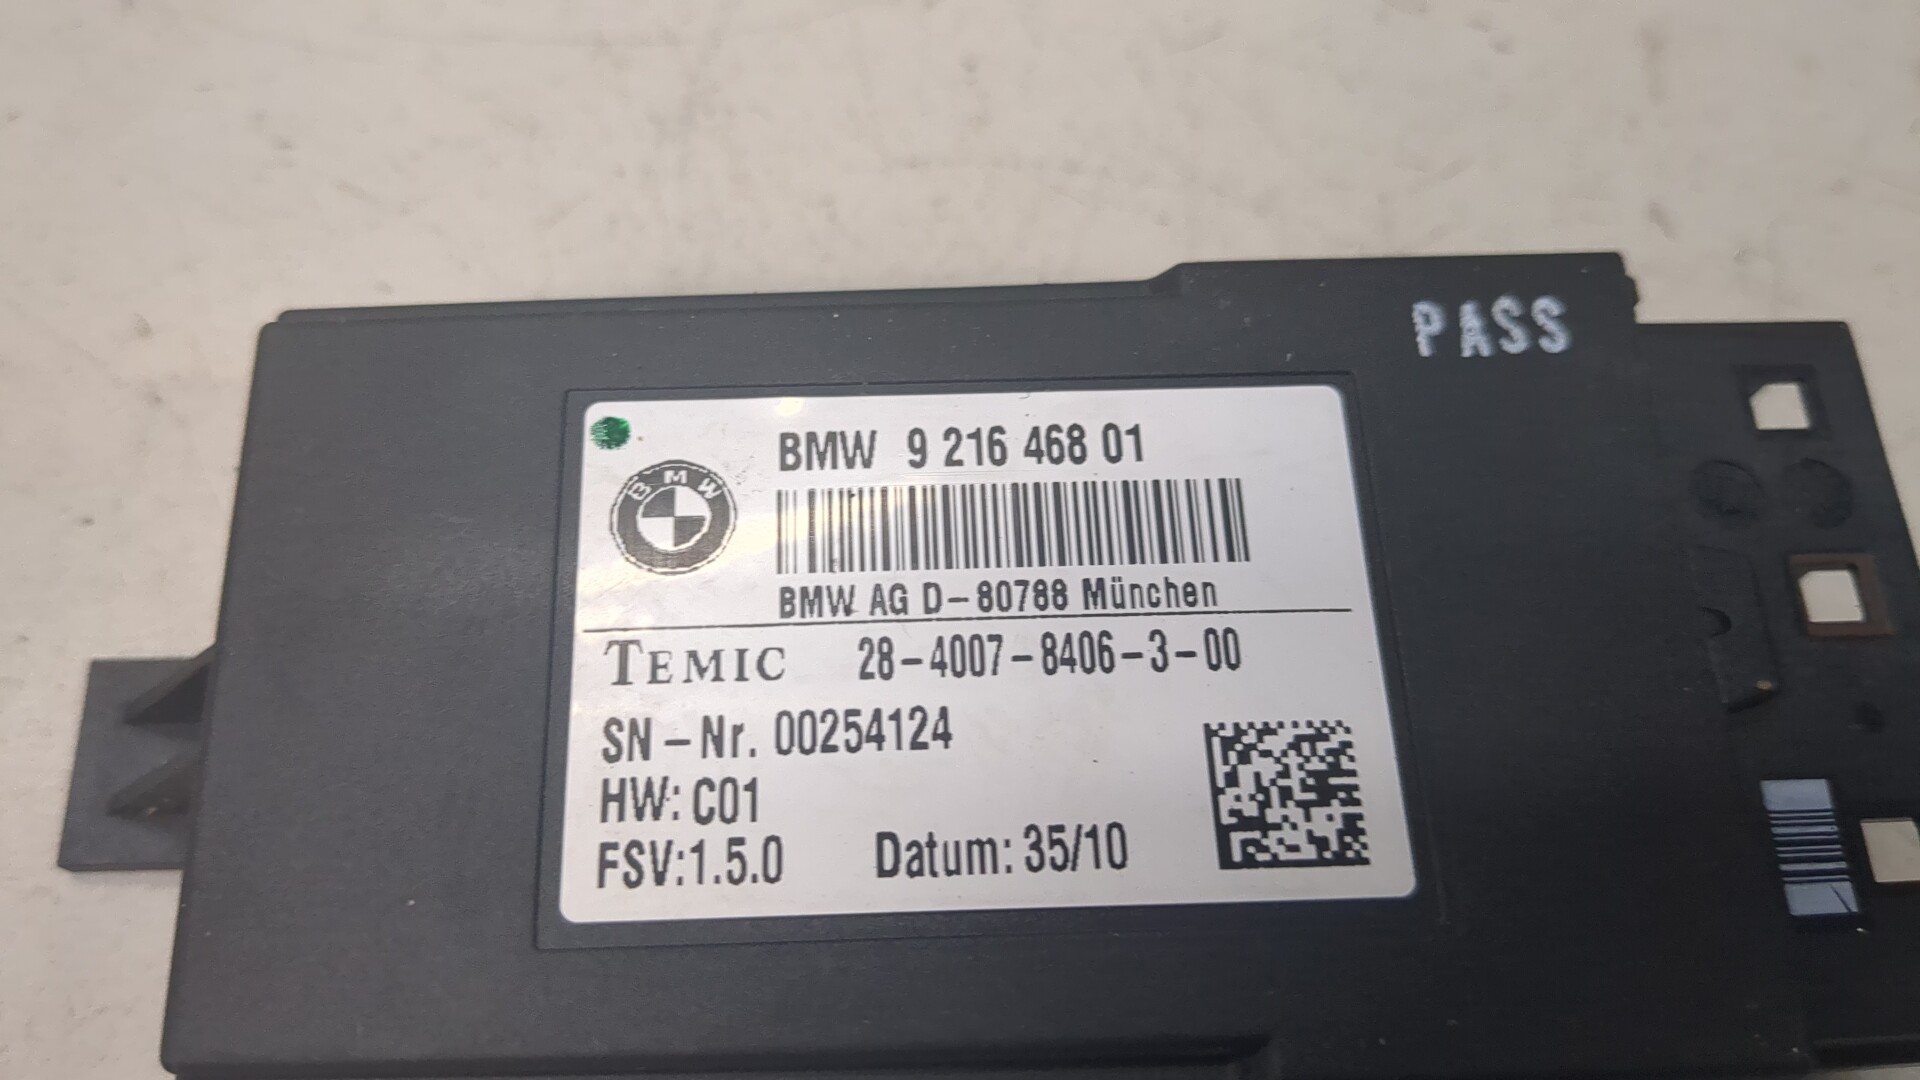 PASS
BMW 9 216 468 01
BMW
BMW AG D-80788 München
TEMIC 28-4007-8406-3-00
SN-Nr. 00254124
HW: C01
FSV:1.5.0 Datum: 35/10